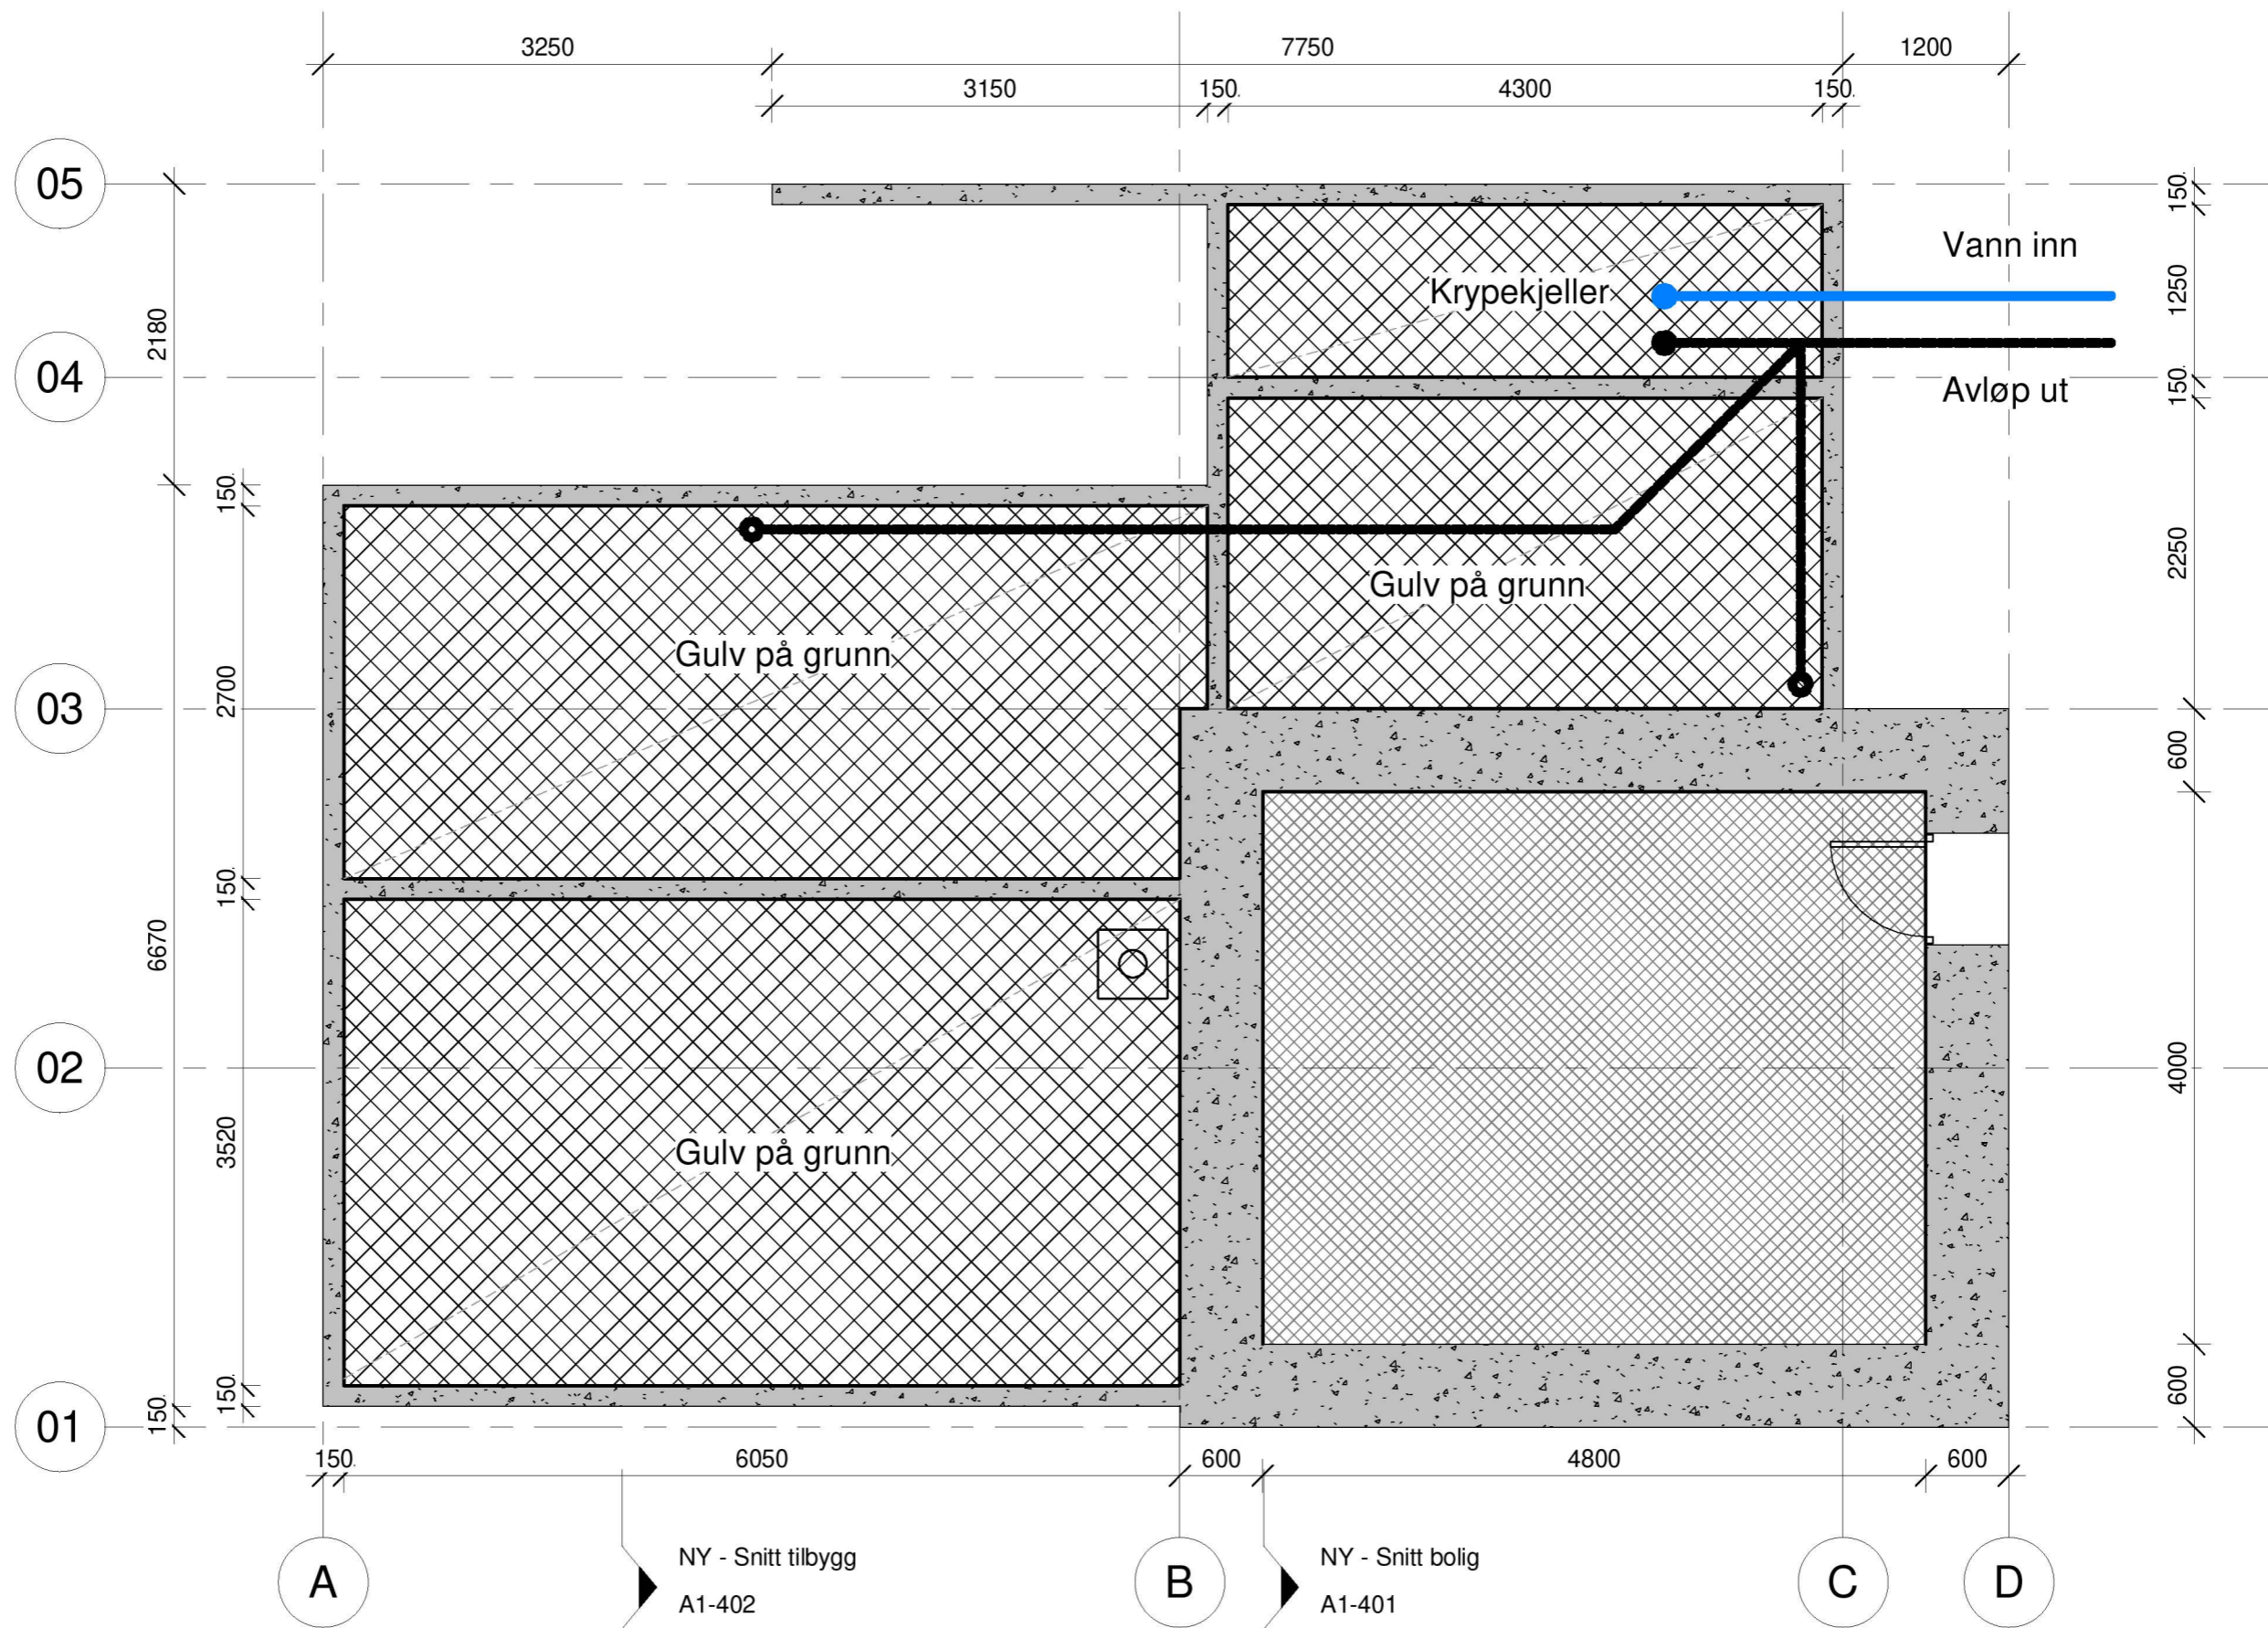 3250 7750 1200
3150 150. 4300 150.
05
150.
Vann inn
1250
Krypekjeller
2180
04
150.
Avløp ut
150.
2250
Gulv på grunn
Gulv på grunn
2700
03
600
150.
6670
02
4000
3520
Gulv på grunn
150.
600
150.
01
150. 6050 600 4800 600
NY - Snitt tilbygg
A1-402
NY - Snitt bolig
A1-401
A B C D